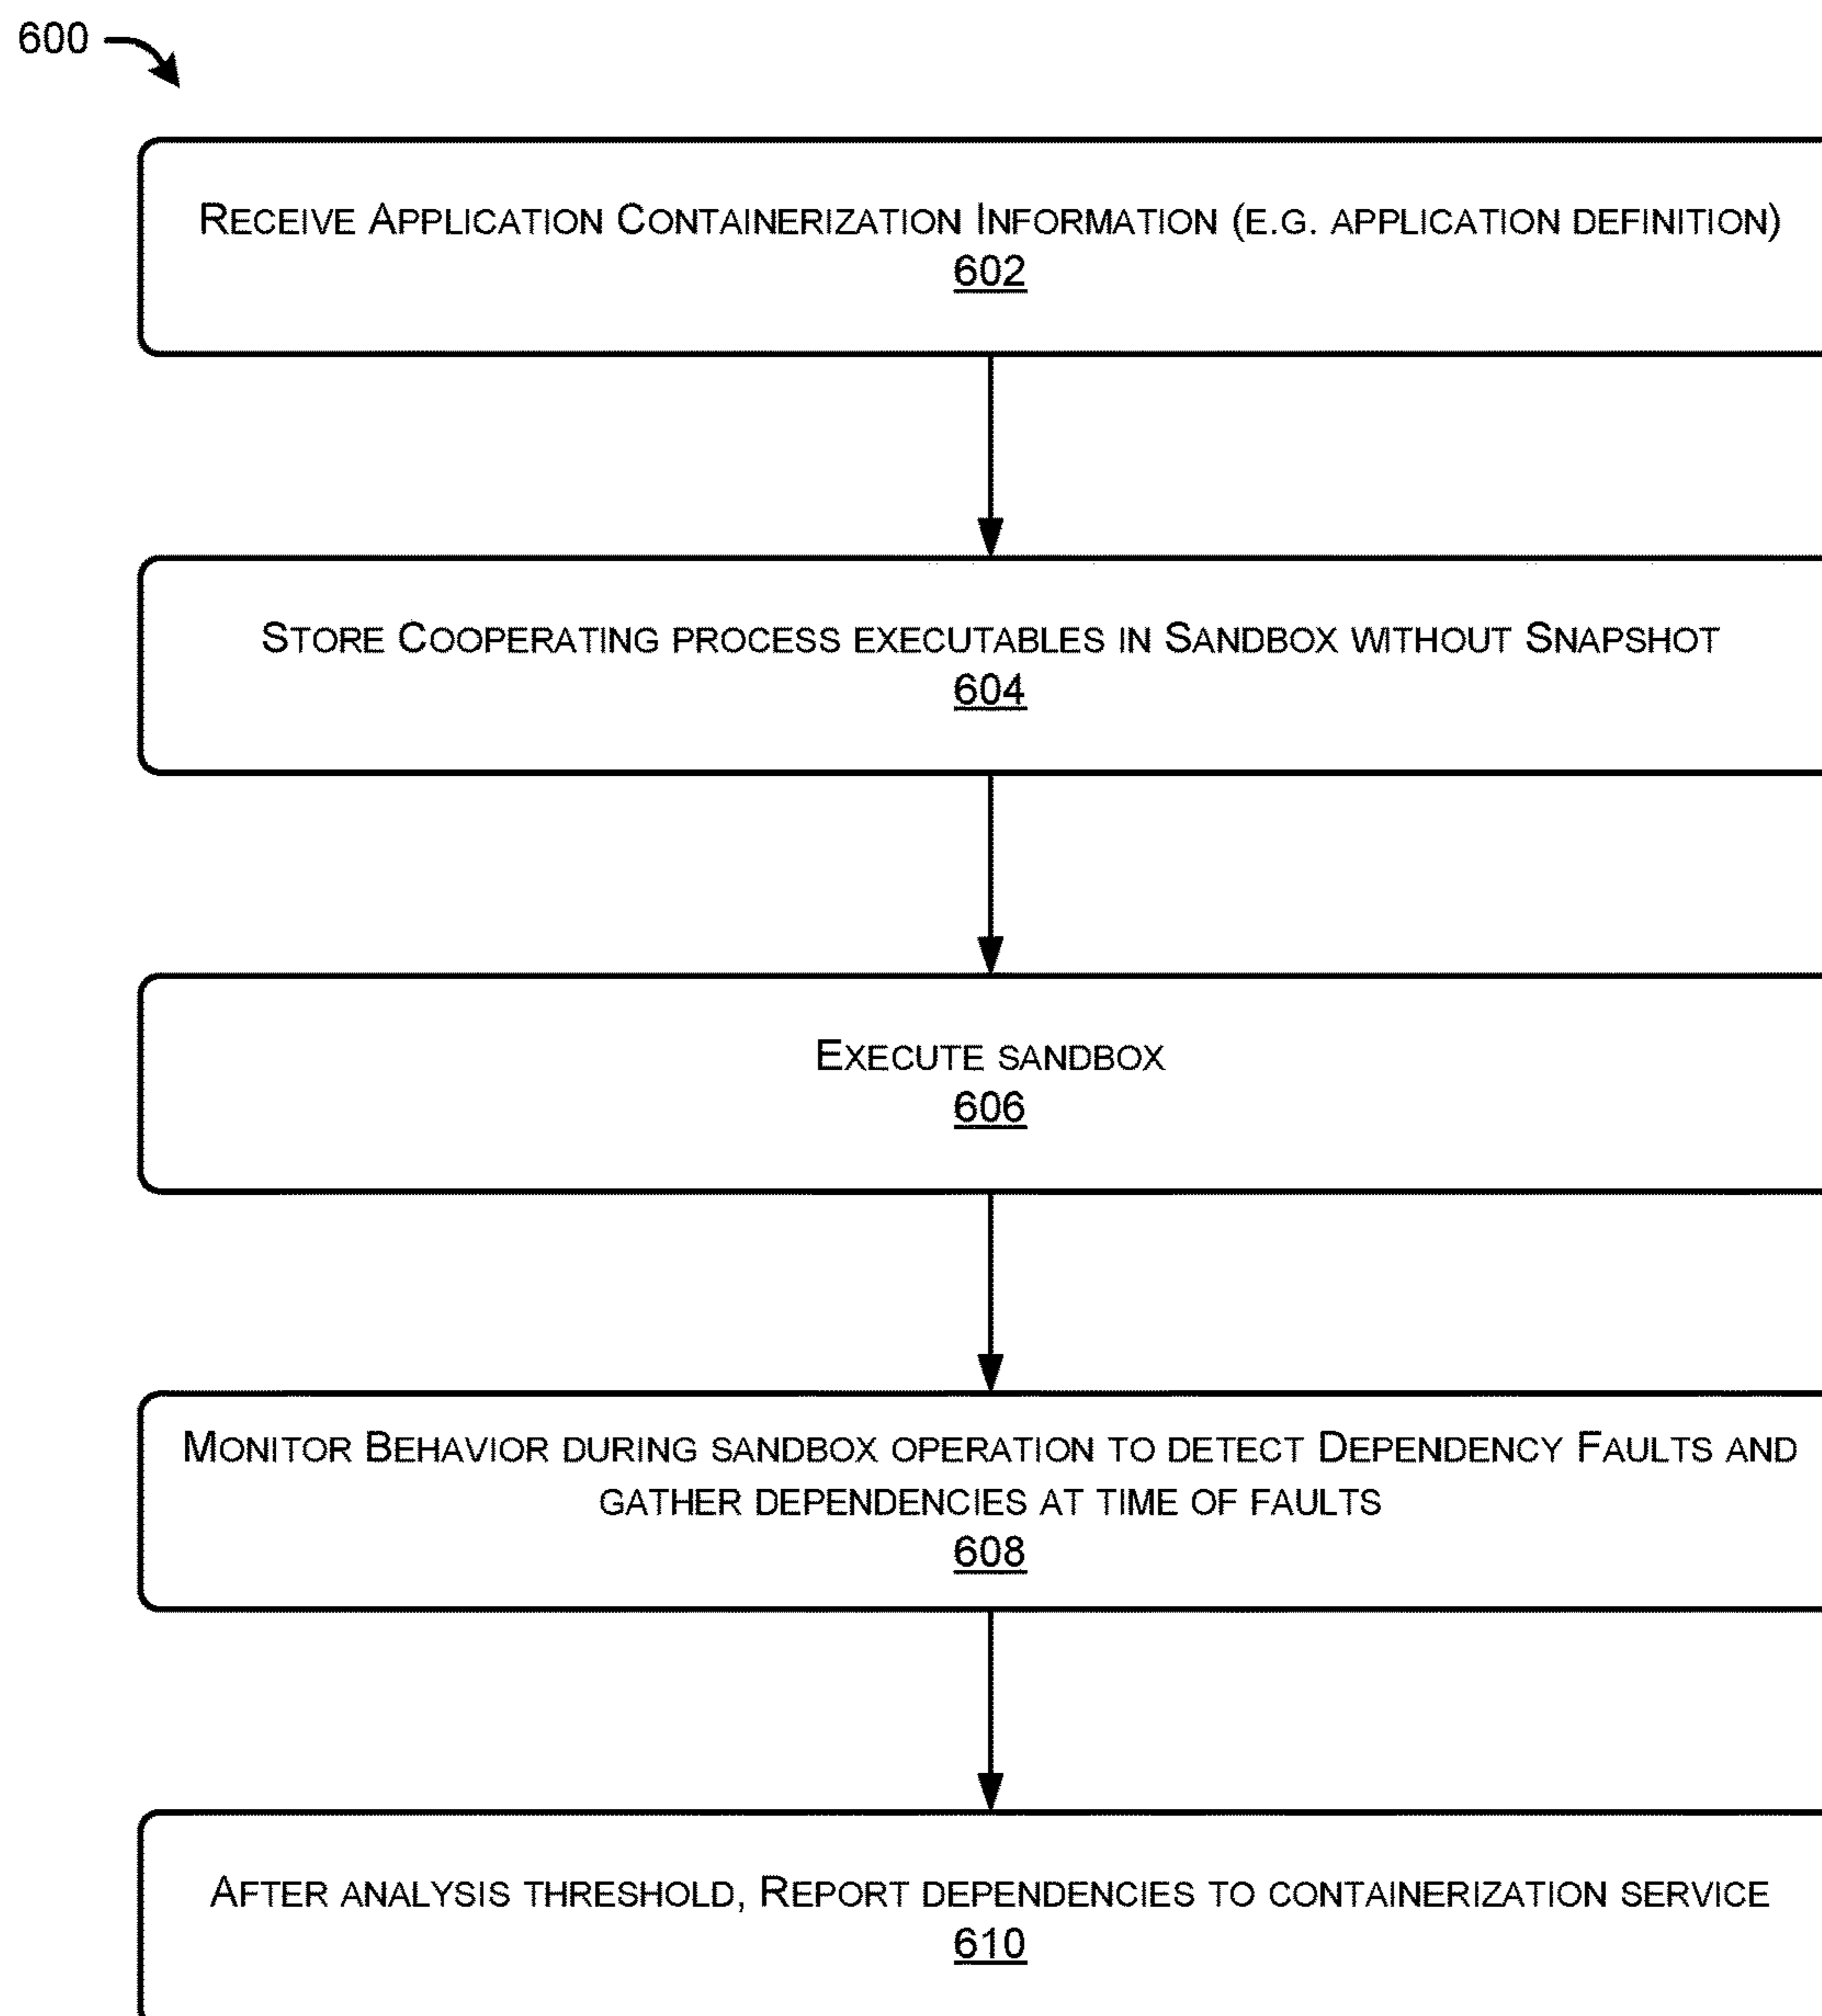 600
Receive Application Containerization Information (e.g. application definition)
602
Store Cooperating process executables in Sandbox without Snapshot
604
Execute sandbox
606
Monitor Behavior during sandbox operation to detect Dependency Faults and
gather dependencies at time of faults
608
After analysis threshold, Report dependencies to containerization service
610